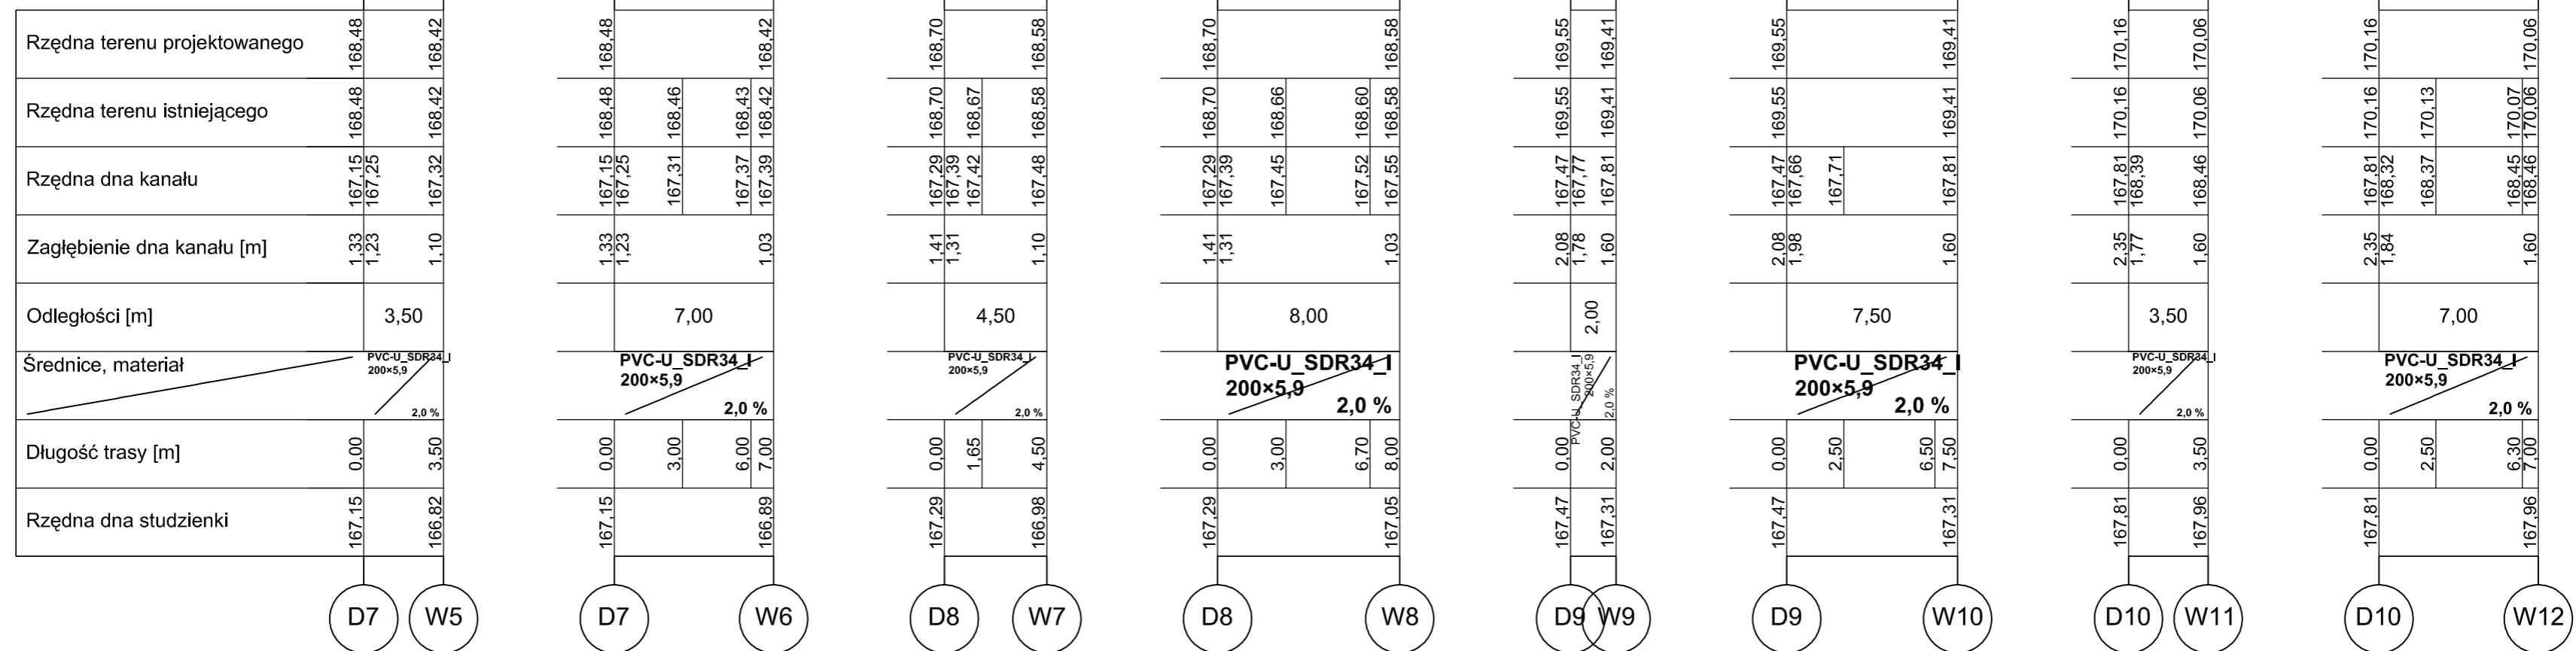 Rzędna terenu projektowanego 168,48 168,42 168,48 168,42 168,70 168,58 168,70 168,58 169,55 169,41 169,55 169,41 170,16 170,06 170,16 170,06
Rzędna terenu istniejącego 168,48 168,42 168,48 168,46 168,43 168,42 168,70 168,67 168,58 168,70 168,66 168,60 168,58 169,55 169,41 169,55 169,41 170,16 170,06 170,16 170,13 170,07 170,06
Rzędna dna kanału 167,15 167,25 167,32 167,15 167,25 167,31 167,37 167,39 167,29 167,39 167,42 167,48 167,29 167,39 167,45 167,52 167,55 167,47 167,77 167,81 167,47 167,66 167,71 167,81 167,81 168,39 168,46 167,81 168,32 168,37 168,45 168,46
Zagłębienie dna kanału [m] 1,33 1,23 1,10 1,33 1,23 1,03 1,41 1,31 1,10 1,41 1,31 1,03 2,08 1,78 1,60 2,08 1,98 1,60 2,35 1,77 1,60 2,35 1,84 1,60
Odległości [m] 3,50 7,00 4,50 8,00 2,00 7,50 3,50 7,00
Średnice, materiał PVC-U_SDR34_I PVC-U_SDR34_I PVC-U_SDR34_I PVC-U_SDR34_I PVC-U_SDR34_I PVC-U_SDR34_I PVC-U_SDR34_I PVC-U_SDR34_I
200×5,9 200×5,9 200×5,9 200×5,9 200×5,9 200×5,9 200×5,9 200×5,9
2,0 % 2,0 % 2,0 % 2,0 % 2,0 % 2,0 % 2,0 % 2,0 %
Długość trasy [m] 0,00 3,50 0,00 3,00 6,00 7,00 0,00 1,65 4,50 0,00 3,00 6,70 8,00 0,00 2,00 0,00 2,50 6,50 7,50 0,00 3,50 0,00 2,50 6,30 7,00
Rzędna dna studzienki 167,15 166,82 167,15 166,89 167,29 166,98 167,29 167,05 167,47 167,31 167,47 167,31 167,81 167,96 167,81 167,96
D7 W5 D7 W6 D8 W7 D8 W8 D9 W9 D9 W10 D10 W11 D10 W12